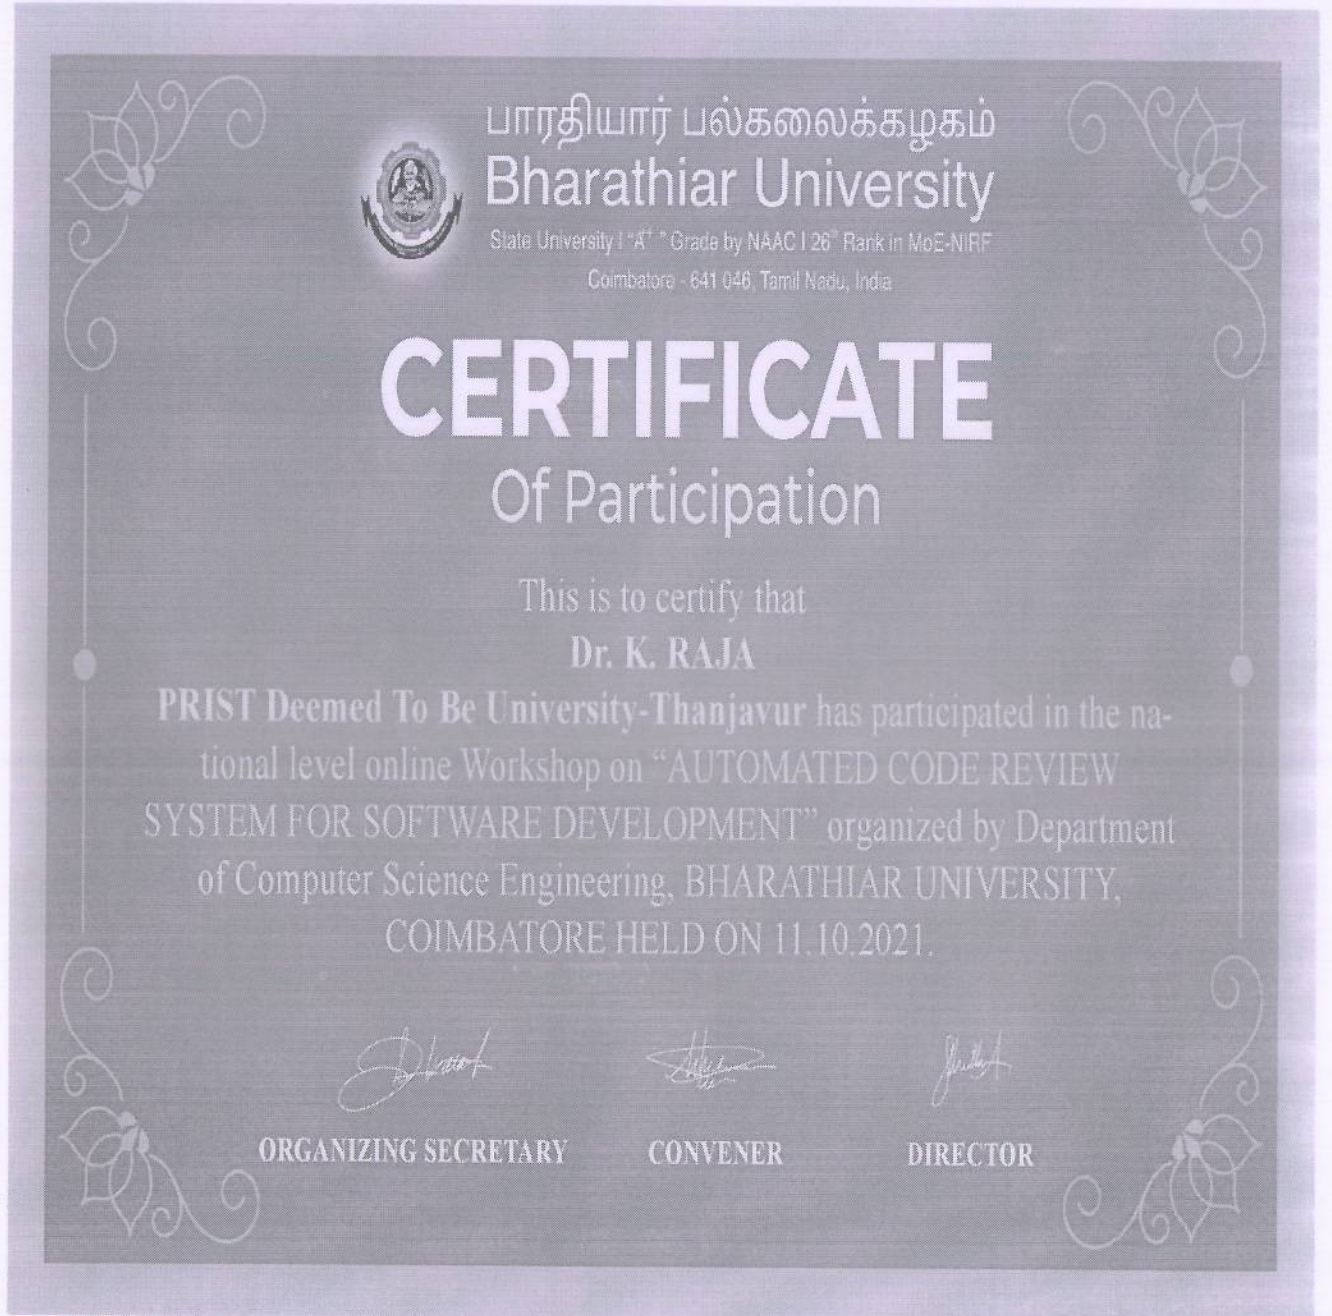 பாரதியார் பல்கலைக்கழகம்
Bharathiar University
State University | "A+" Grade by NAAC | 26th Rank in MoE-NIRF
Coimbatore - 641 046, Tamil Nadu, India
CERTIFICATE
Of Participation
This is to certify that
Dr. K. RAJA
PRIST Deemed To Be University-Thanjavur has participated in the na-
tional level online Workshop on “AUTOMATED CODE REVIEW
SYSTEM FOR SOFTWARE DEVELOPMENT” organized by Department
of Computer Science Engineering, BHARATHIAR UNIVERSITY,
COIMBATORE HELD ON 11.10.2021.
ORGANIZING SECRETARY CONVENER DIRECTOR